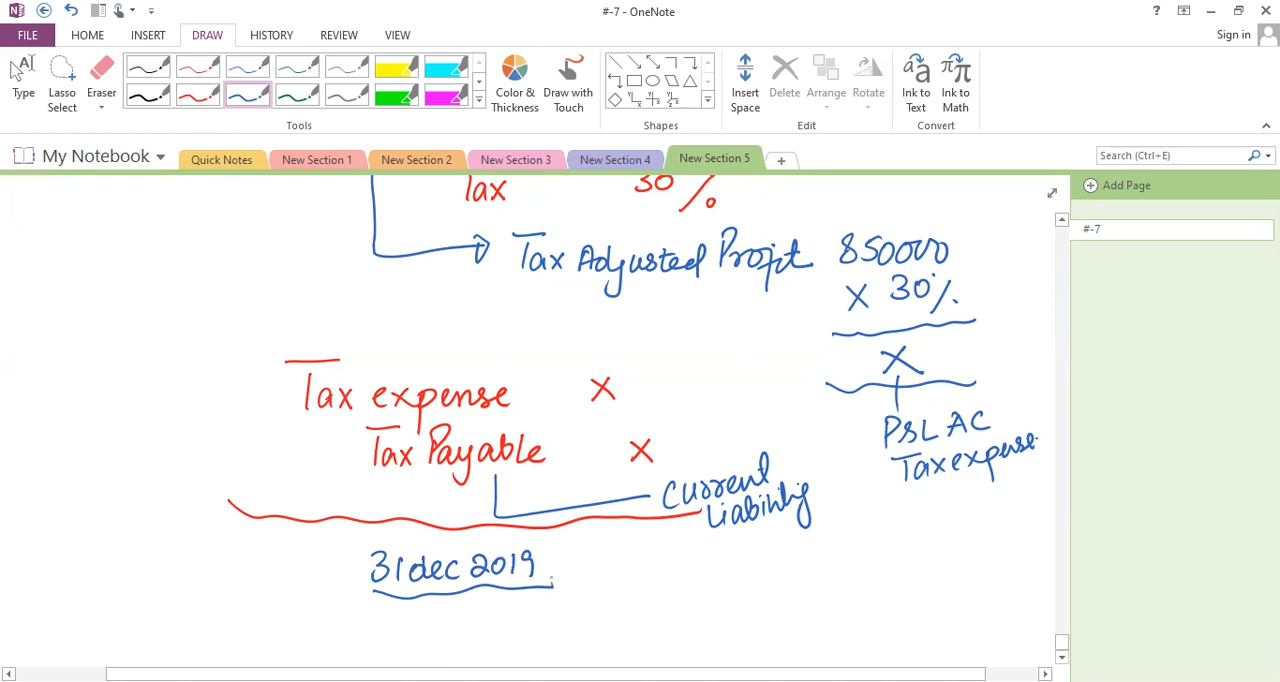 #-7 - OneNote
?
FILE HOME INSERT DRAW HISTORY REVIEW VIEW
Sign in
Type
Lasso Select
Eraser
Color & Thickness
Draw with Touch
Insert Space
Delete
Arrange
Rotate
Ink to Text
Ink to Math
Tools Shapes Edit Convert
My Notebook Quick Notes New Section 1 New Section 2 New Section 3 New Section 4 New Section 5
Search (Ctrl+E)
Add Page
#-7
Tax 30%
Tax Adjusted Profit 850000
X 30%
X
Tax expense X
P&L AC
Tax Payable X
Tax expense
Current
Liability
31 dec 2019